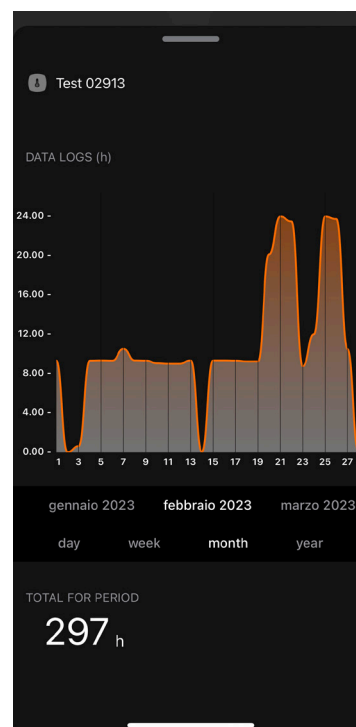 Test 02913
DATA LOGS (h)
24.00 -
20.00 -
16.00 -
12.00 -
8.00 -
4.00 -
0.00 -
1 3 5 7 9 11 13 15 17 19 21 23 25 27
gennaio 2023 febbraio 2023 marzo 2023
day week month year
TOTAL FOR PERIOD
297 h